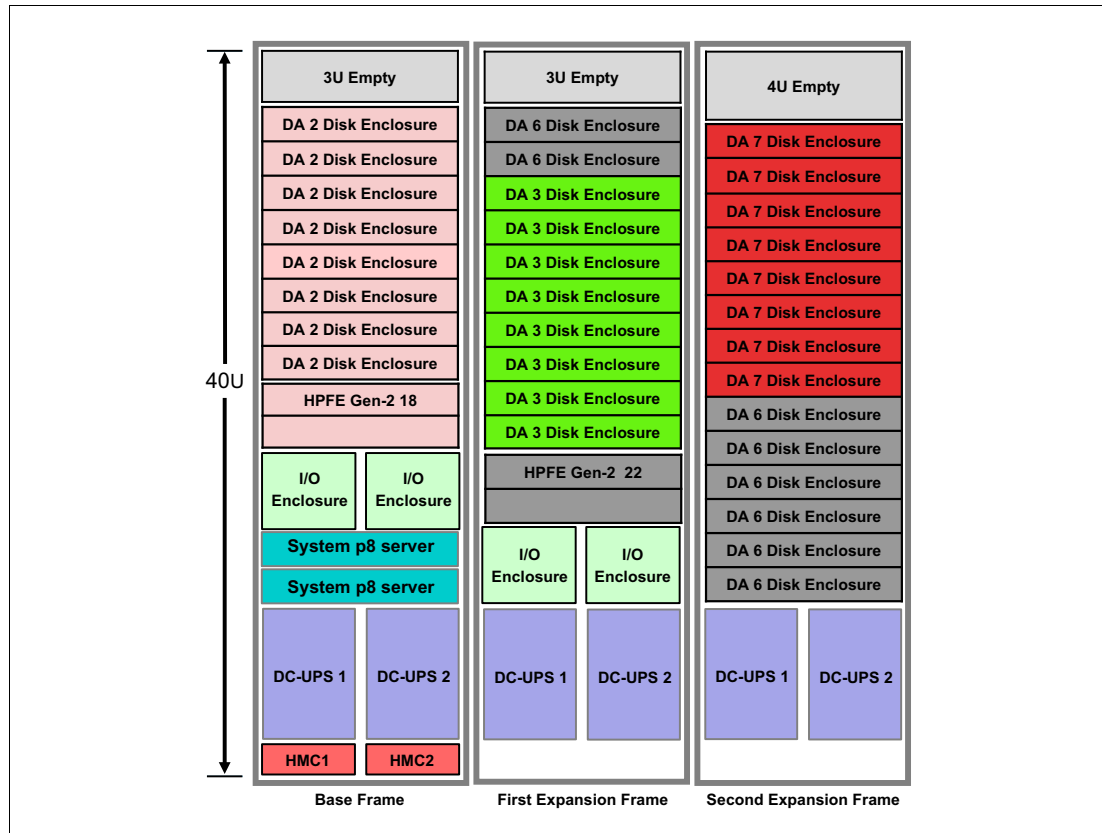 40U
3U Empty
DA 2 Disk Enclosure
DA 2 Disk Enclosure
DA 2 Disk Enclosure
DA 2 Disk Enclosure
DA 2 Disk Enclosure
DA 2 Disk Enclosure
DA 2 Disk Enclosure
DA 2 Disk Enclosure
HPFE Gen-2 18
I/O
Enclosure
I/O
Enclosure
System p8 server
System p8 server
DC-UPS 1
DC-UPS 2
HMC1
HMC2
Base Frame
3U Empty
DA 6 Disk Enclosure
DA 6 Disk Enclosure
DA 3 Disk Enclosure
DA 3 Disk Enclosure
DA 3 Disk Enclosure
DA 3 Disk Enclosure
DA 3 Disk Enclosure
DA 3 Disk Enclosure
DA 3 Disk Enclosure
DA 3 Disk Enclosure
HPFE Gen-2 22
I/O
Enclosure
I/O
Enclosure
DC-UPS 1
DC-UPS 2
First Expansion Frame
4U Empty
DA 7 Disk Enclosure
DA 7 Disk Enclosure
DA 7 Disk Enclosure
DA 7 Disk Enclosure
DA 7 Disk Enclosure
DA 7 Disk Enclosure
DA 7 Disk Enclosure
DA 7 Disk Enclosure
DA 6 Disk Enclosure
DA 6 Disk Enclosure
DA 6 Disk Enclosure
DA 6 Disk Enclosure
DA 6 Disk Enclosure
DA 6 Disk Enclosure
DC-UPS 1
DC-UPS 2
Second Expansion Frame